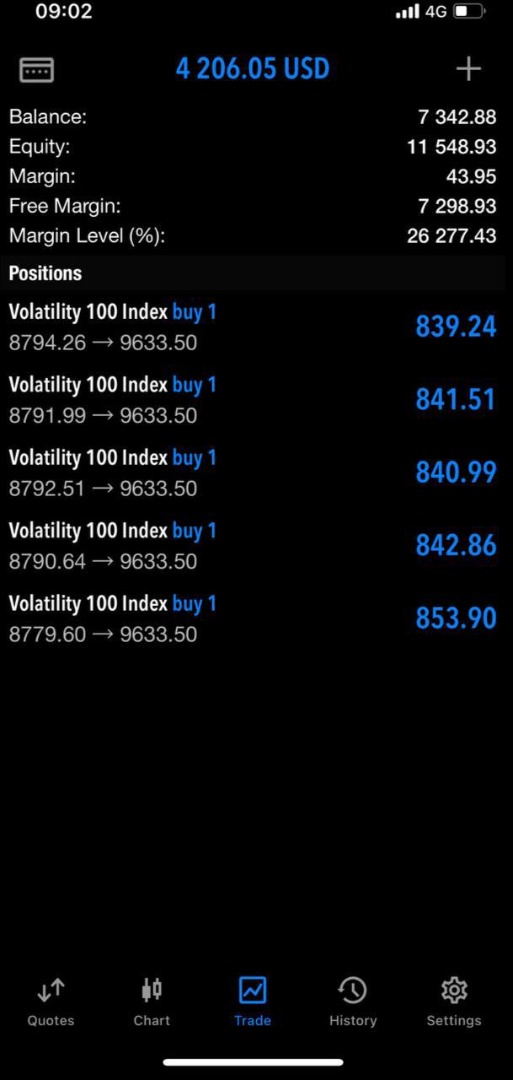 09:02 4G
4 206.05 USD
Balance: 7 342.88
Equity: 11 548.93
Margin: 43.95
Free Margin: 7 298.93
Margin Level (%): 26 277.43
Positions
Volatility 100 Index buy 1
8794.26 → 9633.50 839.24
Volatility 100 Index buy 1
8791.99 → 9633.50 841.51
Volatility 100 Index buy 1
8792.51 → 9633.50 840.99
Volatility 100 Index buy 1
8790.64 → 9633.50 842.86
Volatility 100 Index buy 1
8779.60 → 9633.50 853.90
Quotes Chart Trade History Settings